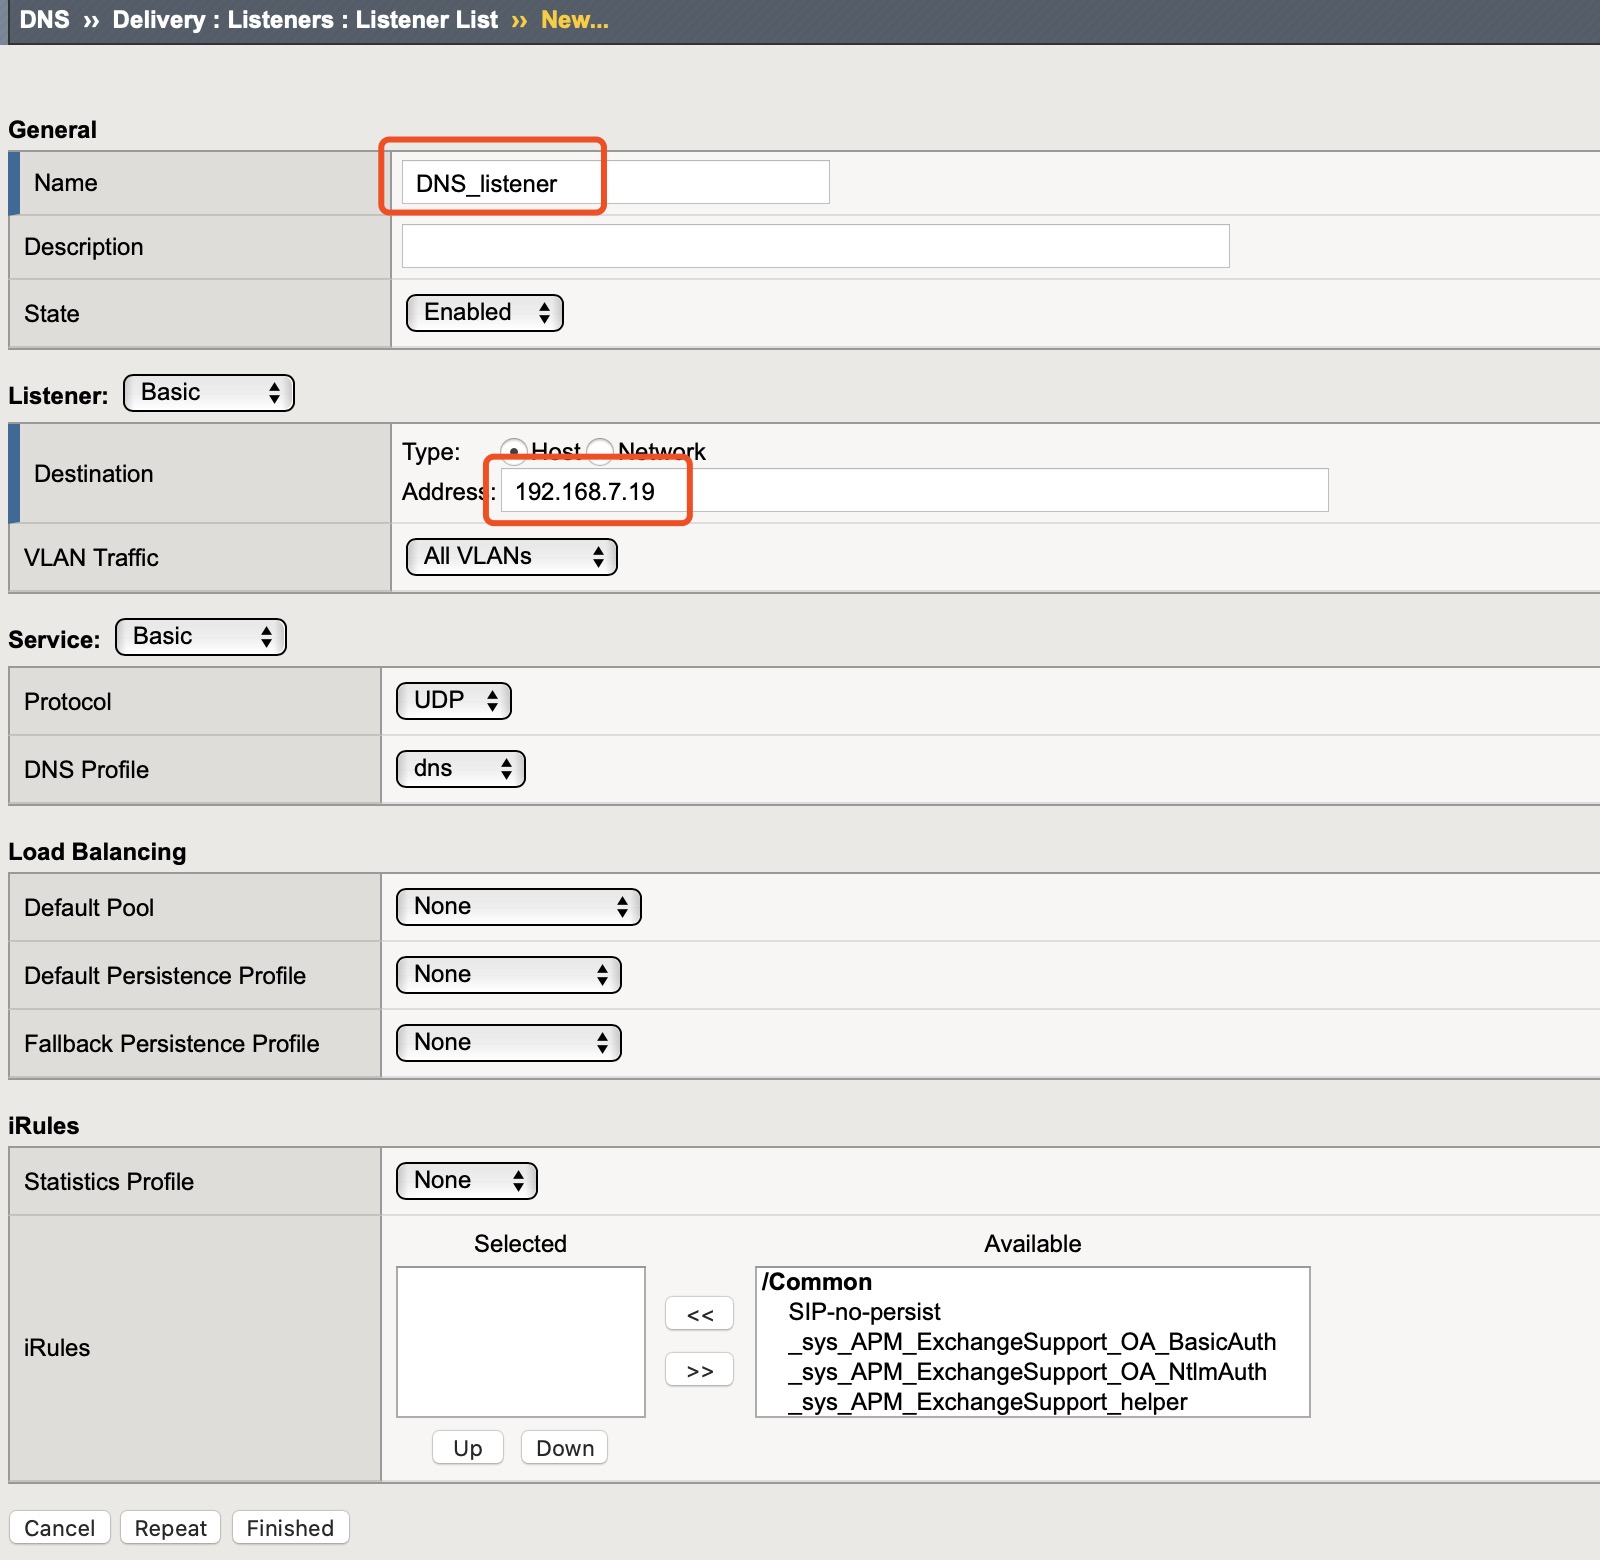 DNS ›› Delivery : Listeners : Listener List ›› New...
General
Name DNS_listener
Description
State Enabled
Listener: Basic
Type: Host Network
Destination
Address: 192.168.7.19
VLAN Traffic All VLANs
Service: Basic
Protocol UDP
DNS Profile dns
Load Balancing
Default Pool None
Default Persistence Profile None
Fallback Persistence Profile None
iRules
Statistics Profile None
Selected Available
/Common
SIP-no-persist
_sys_APM_ExchangeSupport_OA_BasicAuth
<<
iRules
_sys_APM_ExchangeSupport_OA_NtlmAuth
>>
_sys_APM_ExchangeSupport_helper
Up Down
Cancel Repeat Finished